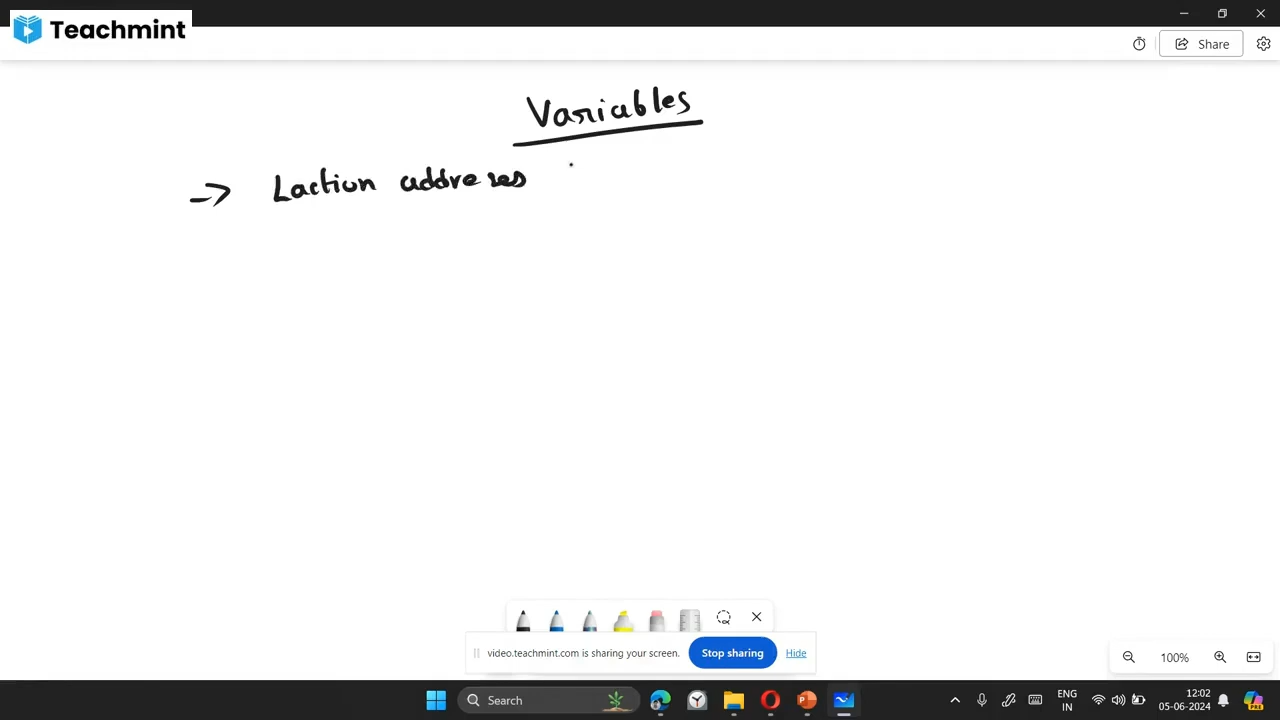 Teachmint
Share
Variables
-> Laction addreses
video.teachmint.com is sharing your screen. Stop sharing Hide
100%
Search
ENG
IN
12:02
05-06-2024